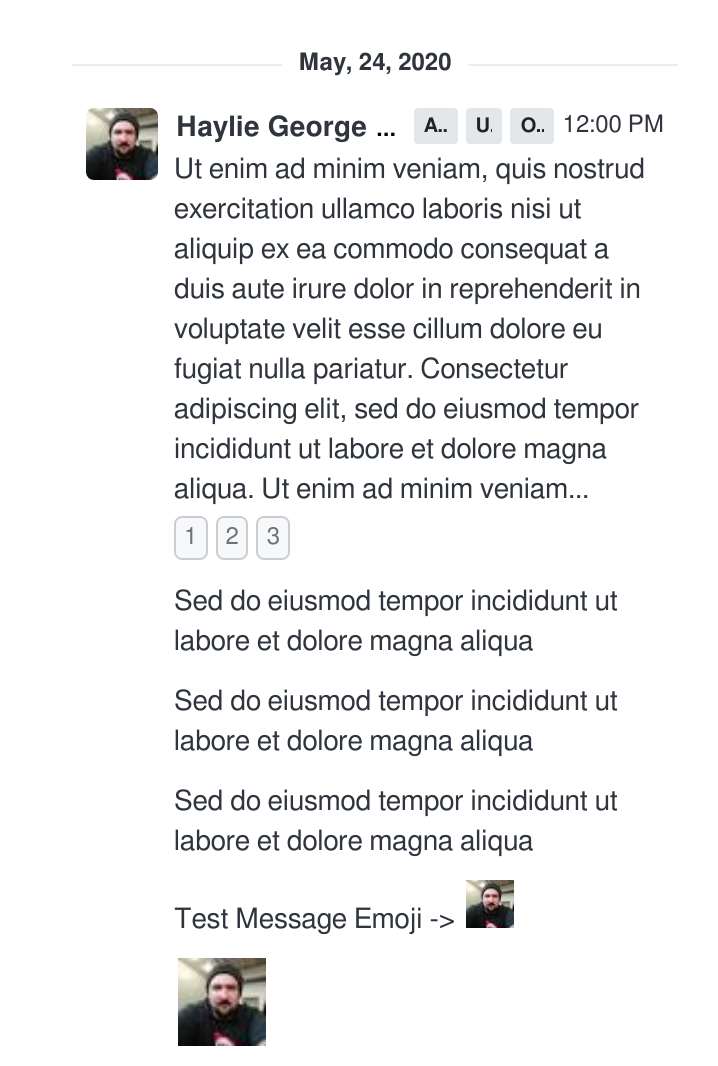 May, 24, 2020
Haylie George ... A.. U. O.. 12:00 PM
Ut enim ad minim veniam, quis nostrud
exercitation ullamco laboris nisi ut
aliquip ex ea commodo consequat a
duis aute irure dolor in reprehenderit in
voluptate velit esse cillum dolore eu
fugiat nulla pariatur. Consectetur
adipiscing elit, sed do eiusmod tempor
incididunt ut labore et dolore magna
aliqua. Ut enim ad minim veniam...
1 2 3
Sed do eiusmod tempor incididunt ut
labore et dolore magna aliqua
Sed do eiusmod tempor incididunt ut
labore et dolore magna aliqua
Sed do eiusmod tempor incididunt ut
labore et dolore magna aliqua
Test Message Emoji ->